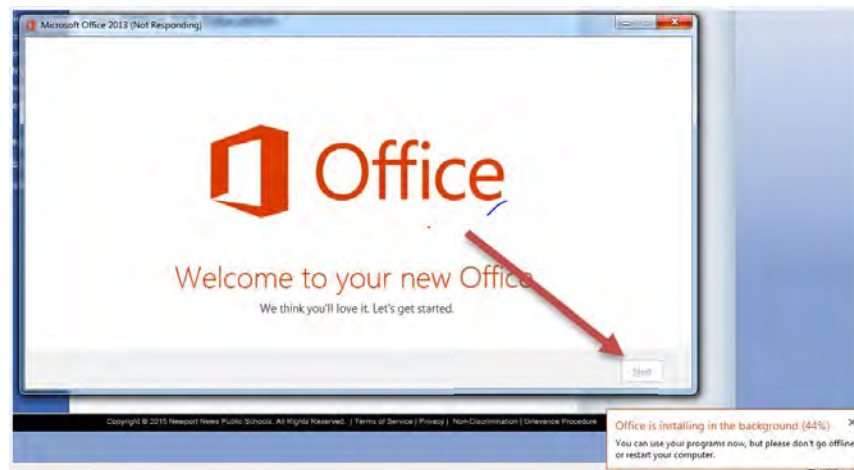 Microsoft Office 2013 (Not Responding)
Office
Welcome to your new Office
We think you'll love it. Let's get started.
Next
Copyright © 2015 Newport News Public Schools. All Rights Reserved. | Terms of Service | Privacy | Non-Discrimination | Grievance Procedure
Office is installing in the background (44%)
You can use your programs now, but please don't go offline
or restart your computer.